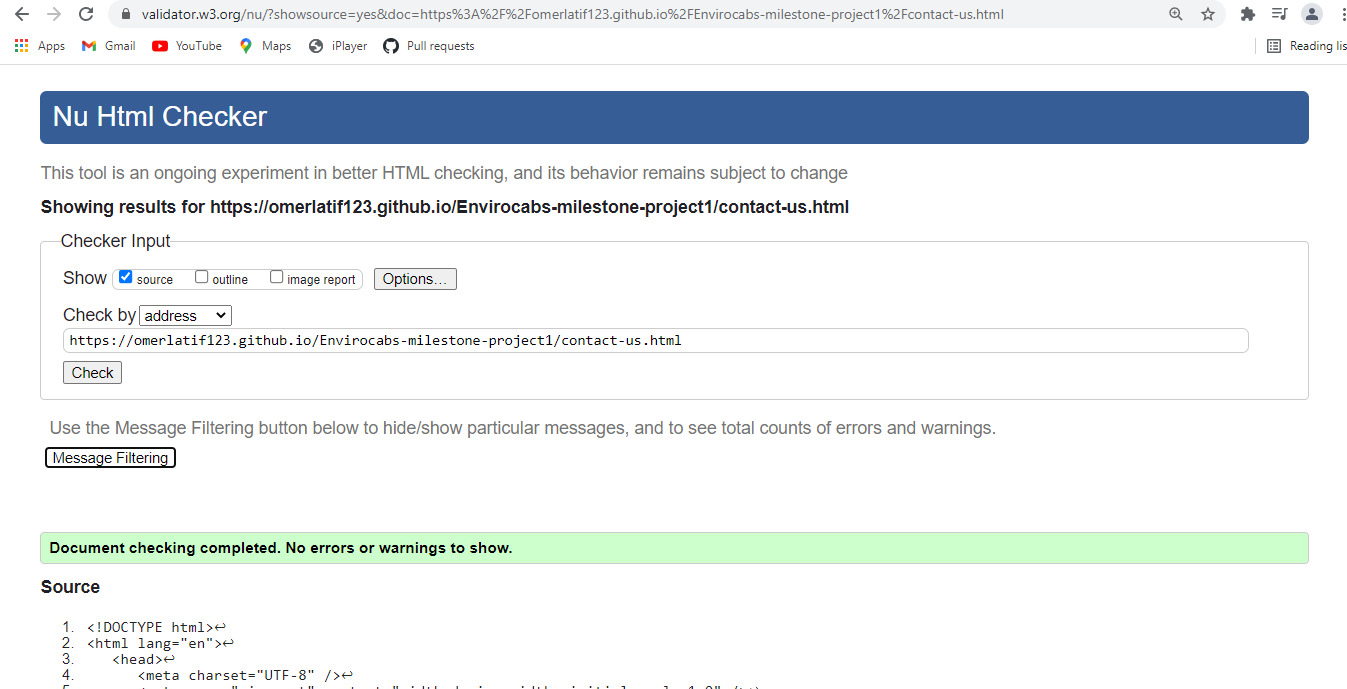 validator.w3.org/nu/?showsource=yes&doc=https%3A%2F%2Fomerlatif123.github.io%2FEnvirocabs-milestone-project1%2Fcontact-us.html
Apps Gmail YouTube Maps iPlayer Pull requests Reading lis
Nu Html Checker
This tool is an ongoing experiment in better HTML checking, and its behavior remains subject to change
Showing results for https://omerlatif123.github.io/Envirocabs-milestone-project1/contact-us.html
Checker Input
Show source outline image report Options...
Check by address
https://omerlatif123.github.io/Envirocabs-milestone-project1/contact-us.html
Check
Use the Message Filtering button below to hide/show particular messages, and to see total counts of errors and warnings.
Message Filtering
Document checking completed. No errors or warnings to show.
Source
1. <!DOCTYPE html>↩
2. <html lang="en">↩
3. <head>↩
4. <meta charset="UTF-8" />↩